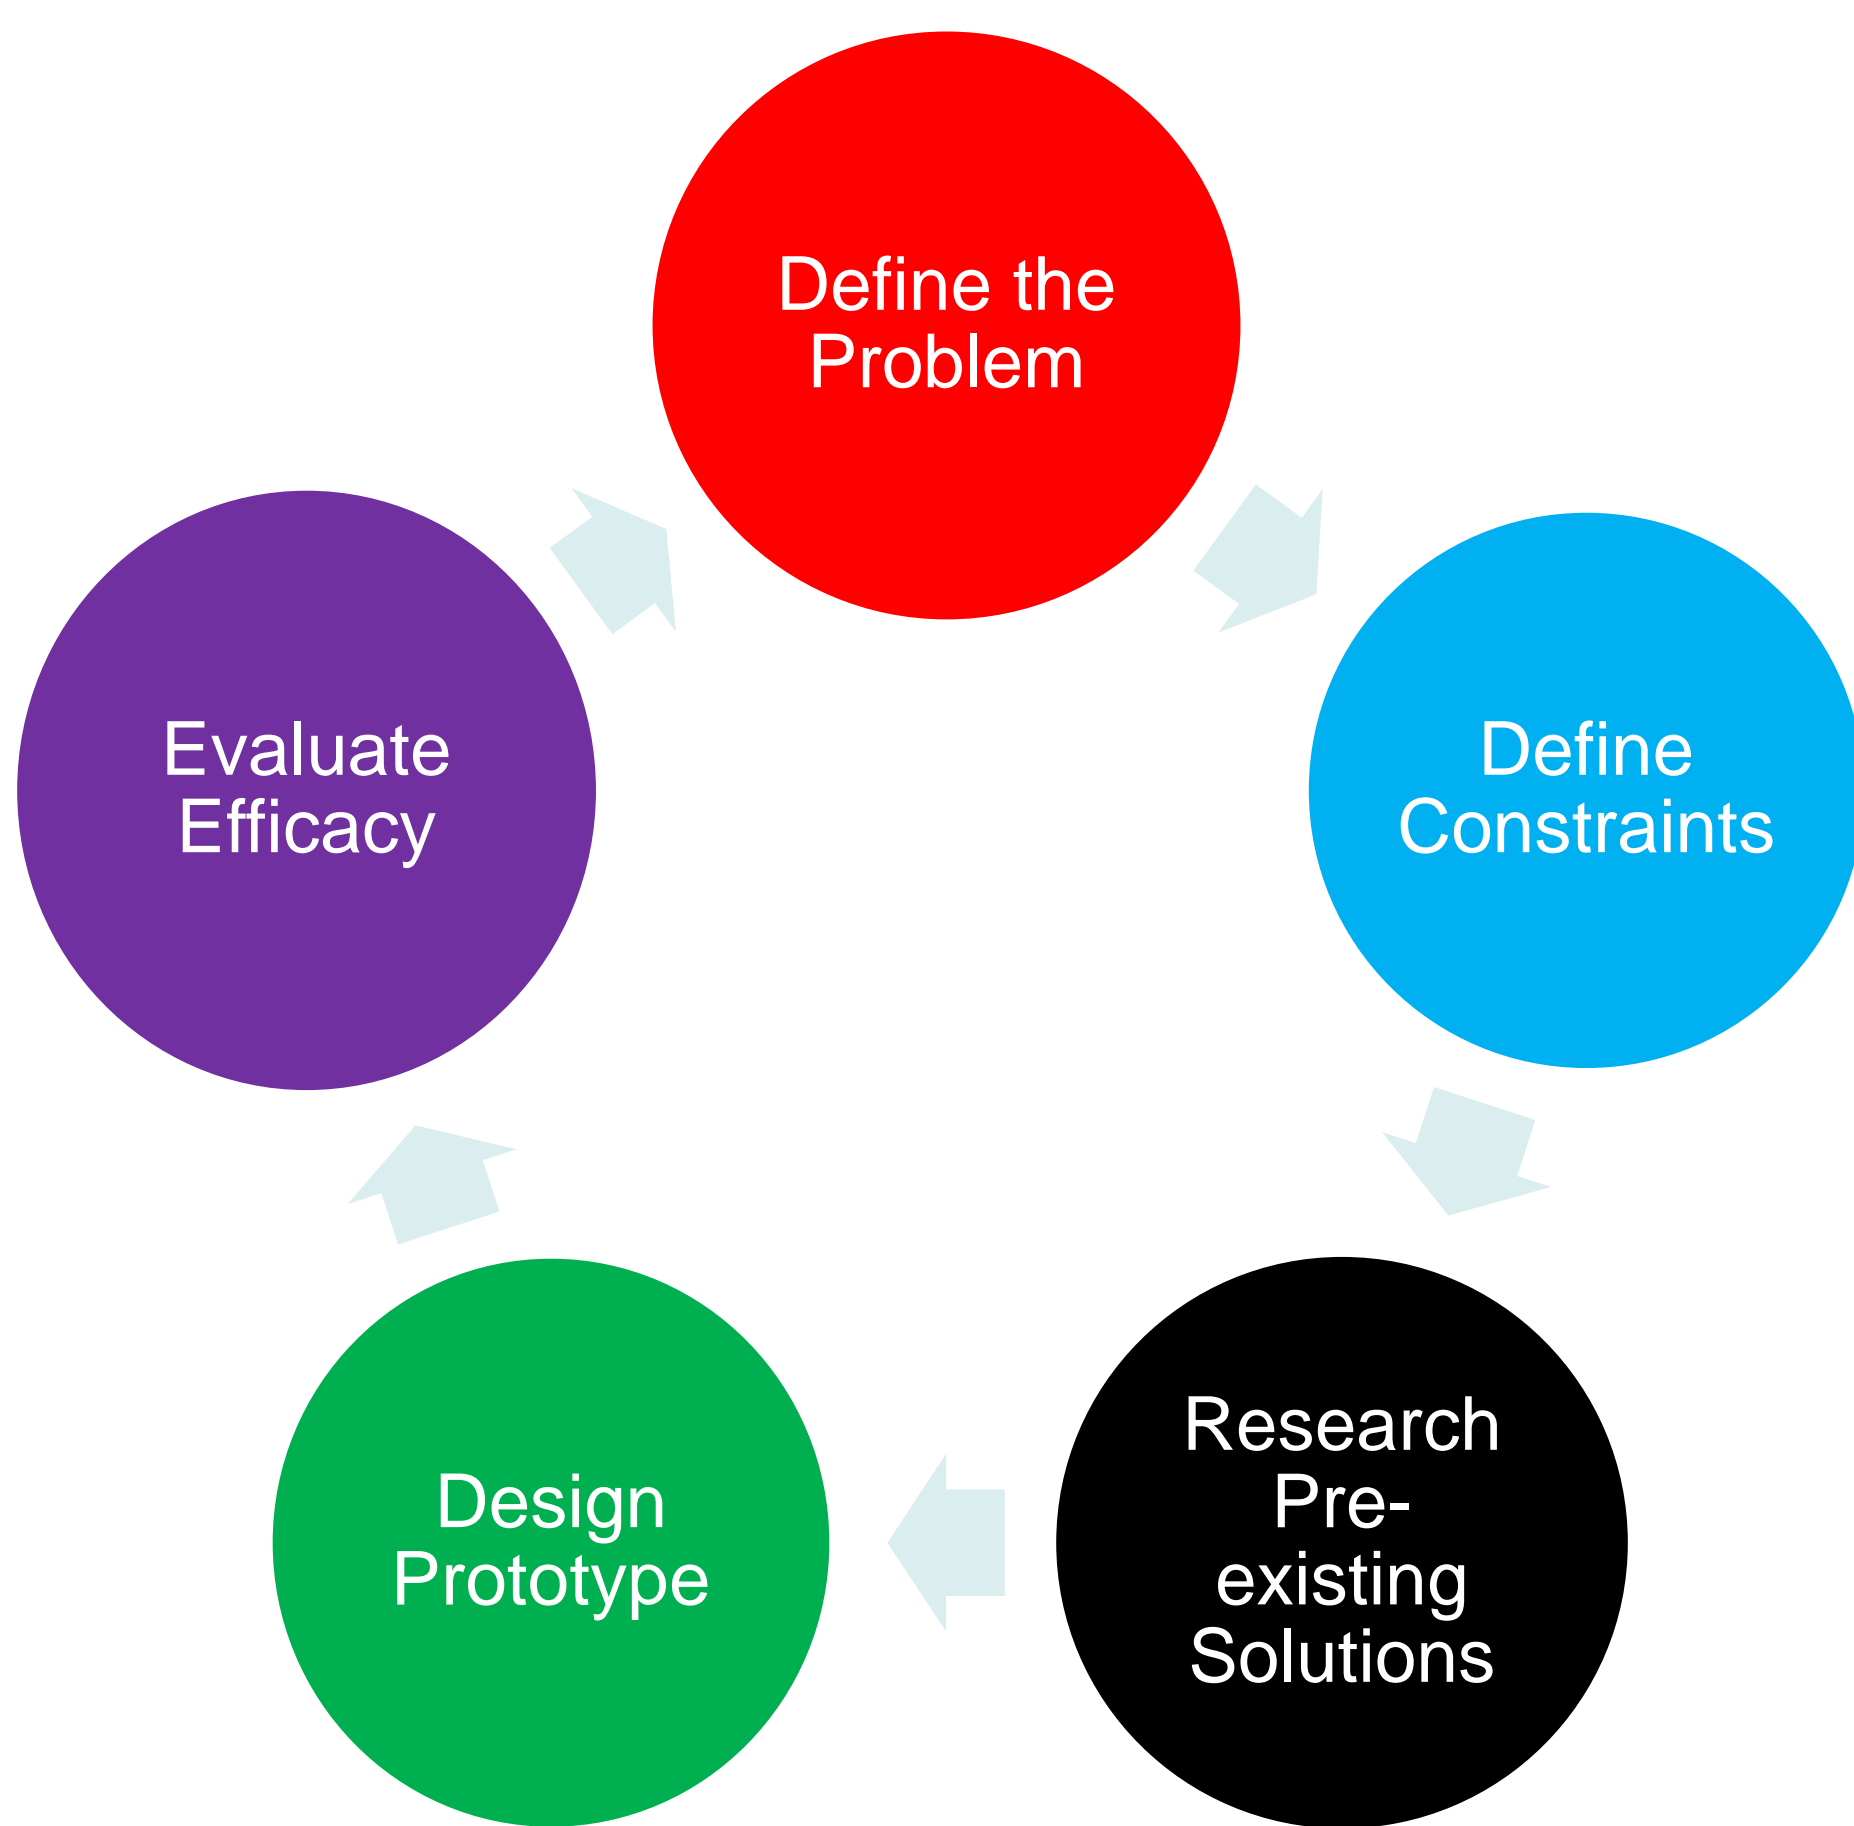 Define the
Problem
Define
Constraints
Research
Pre-
existing
Solutions
Design
Prototype
Evaluate
Efficacy